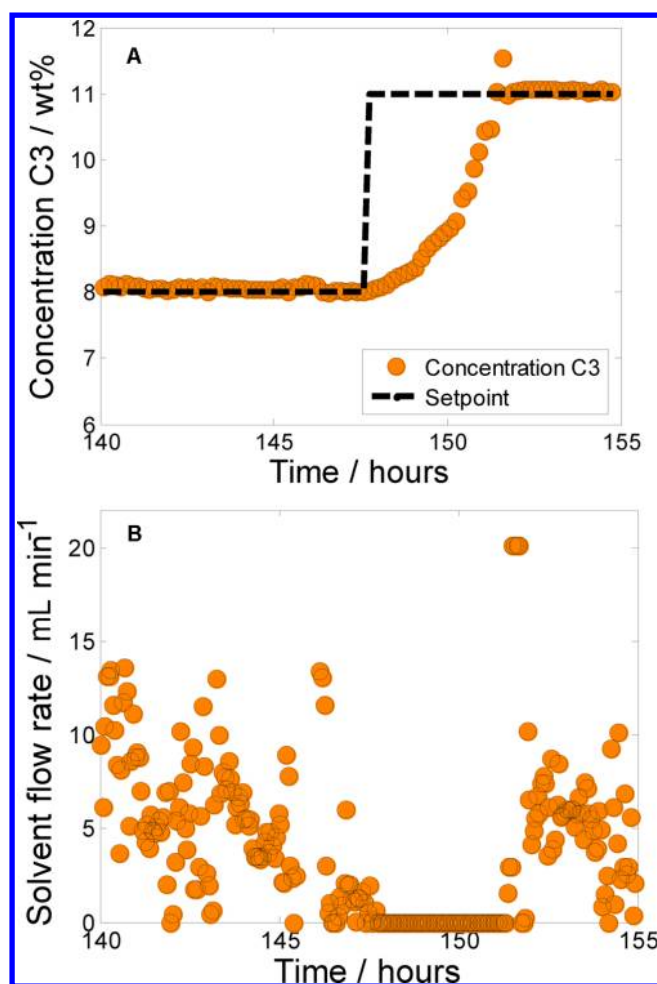 A
Concentration C3 / wt%
12
11
10
9
8
7
6
Concentration C3
Setpoint
140
145
150
155
Time / hours
B
Solvent flow rate / mL min⁻¹
20
15
10
5
0
140
145
150
155
Time / hours